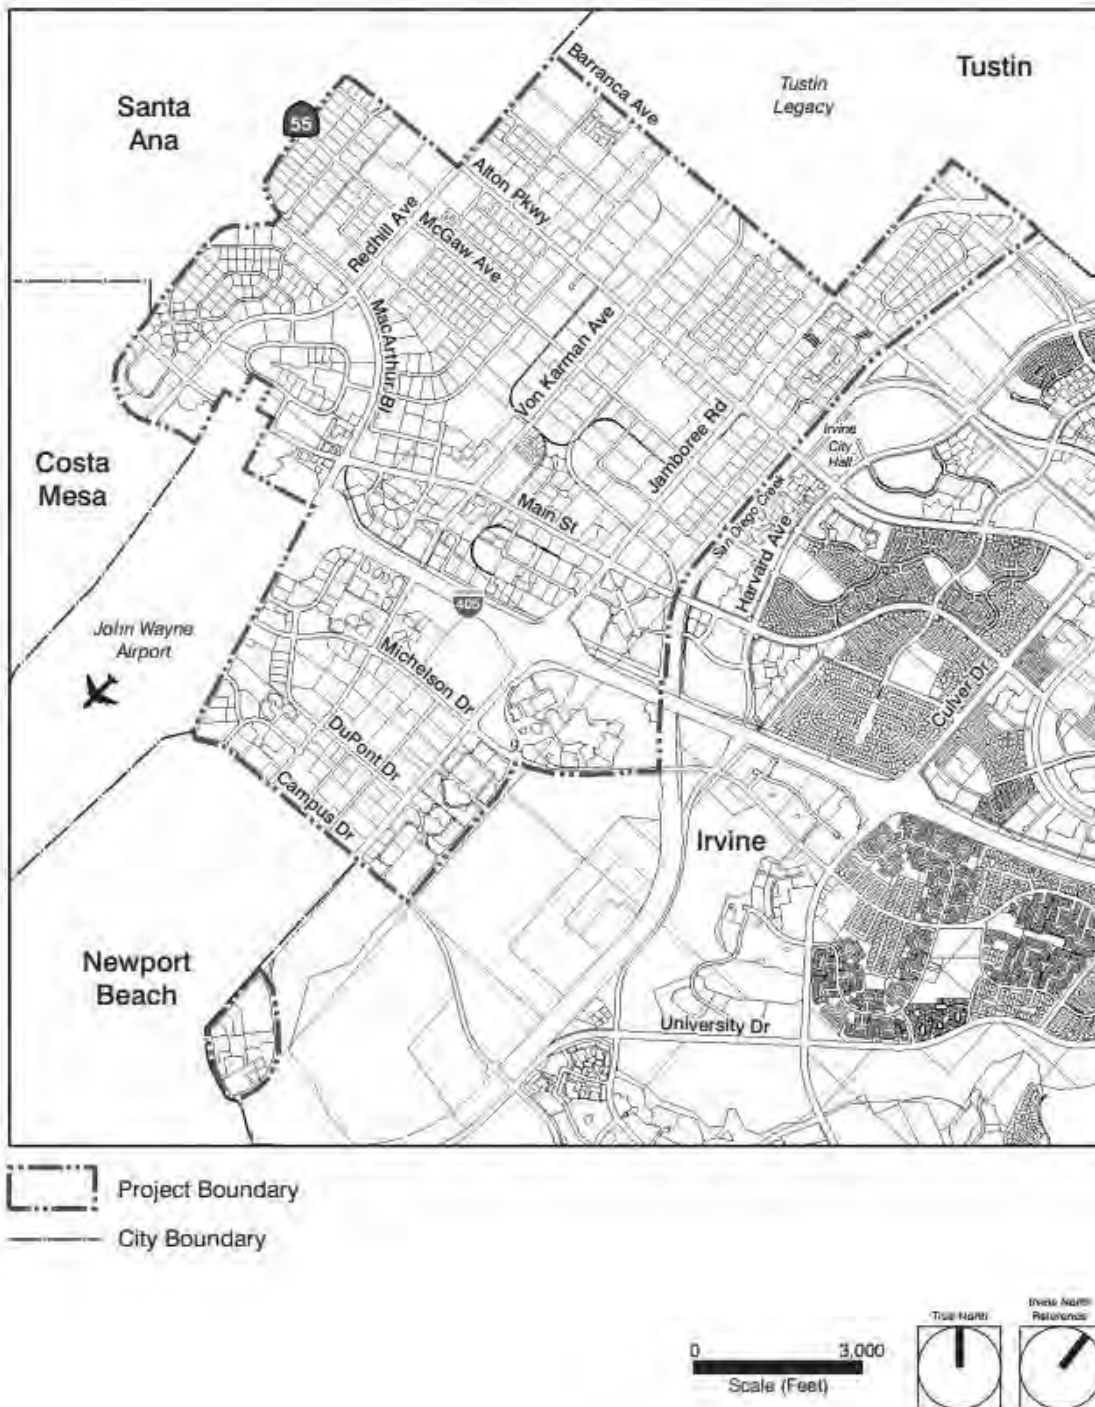 Tustin
Tustin
Legacy
Santa
Ana
55
Barranca Ave
Alton Pkwy
Redhill Ave
McGaw Ave
MacArthur Bl
Von Karman Ave
Jamboree Rd
Irvine
City
Hall
Costa
Mesa
Main St
San Diego Creek
Harvard Ave
405
John Wayne
Airport
Michelson Dr
Culver Dr
DuPont Dr
Campus Dr
Irvine
Newport
Beach
University Dr
Project Boundary
City Boundary
0 3,000
Scale (Feet)
True North
Irvine North
Reference